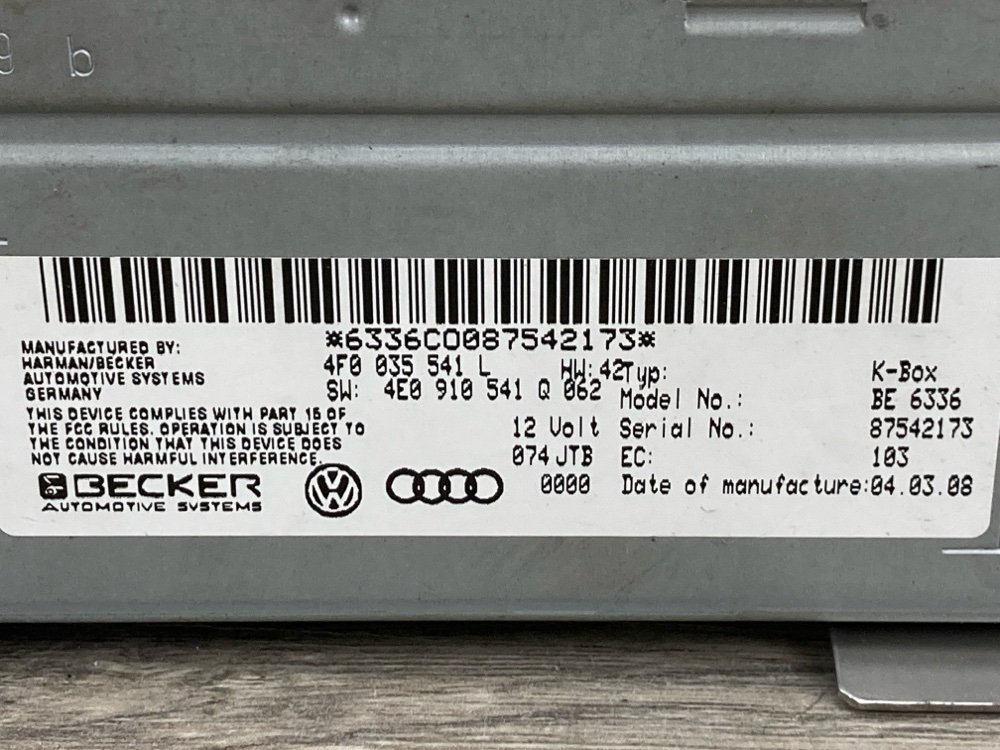 9 b
*6336CO087542173*
MANUFACTURED BY:
HARMAN/BECKER
AUTOMOTIVE SYSTEMS
GERMANY
THIS DEVICE COMPLIES WITH PART 15 OF
THE FCC RULES. OPERATION IS SUBJECT TO
THE CONDITION THAT THIS DEVICE DOES
NOT CAUSE HARMFUL INTERFERENCE.
BECKER
AUTOMOTIVE SYSTEMS
4F0 035 541 L HW:42
SW: 4E0 910 541 Q 062
12 Volt
074JTB
0000
Typ: K-Box
Model No.: BE 6336
Serial No.: 87542173
EC: 103
Date of manufacture:04.03.08